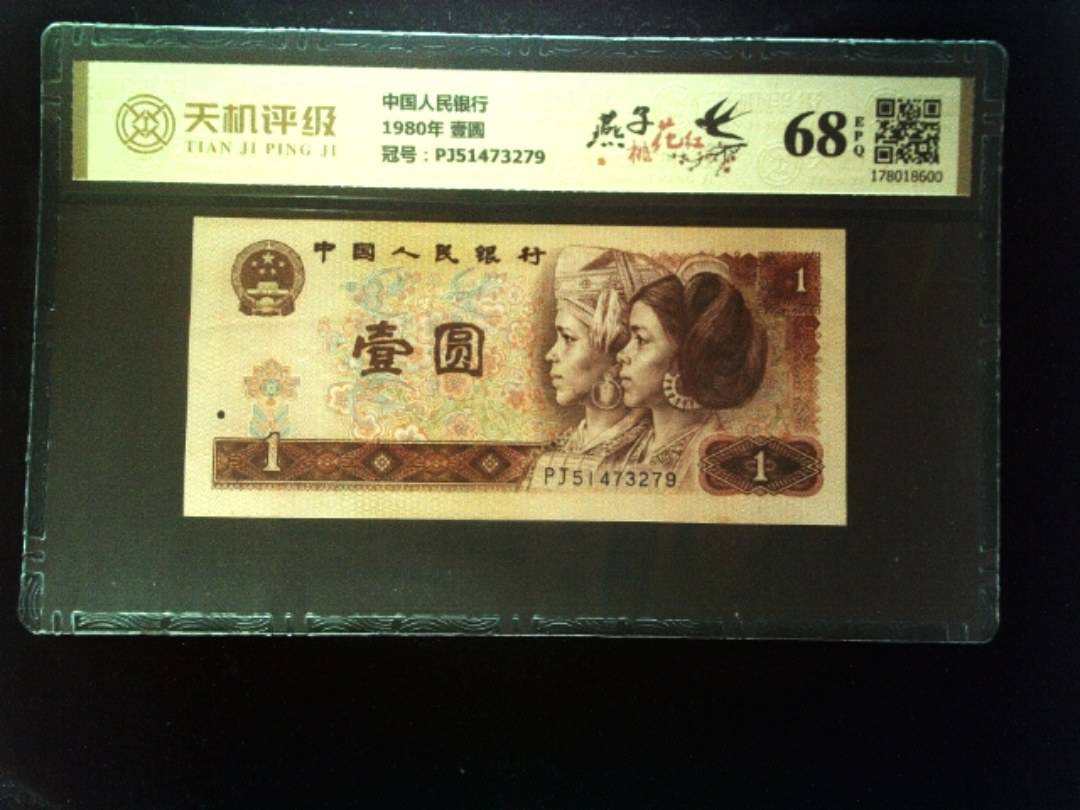 天机评级
TIAN JI PING JI
中国人民银行
1980年 壹圆
冠号：PJ51473279
燕子
桃花红
68
EPQ
178018600
中国人民银行
1
壹圆
1
PJ51473279
1